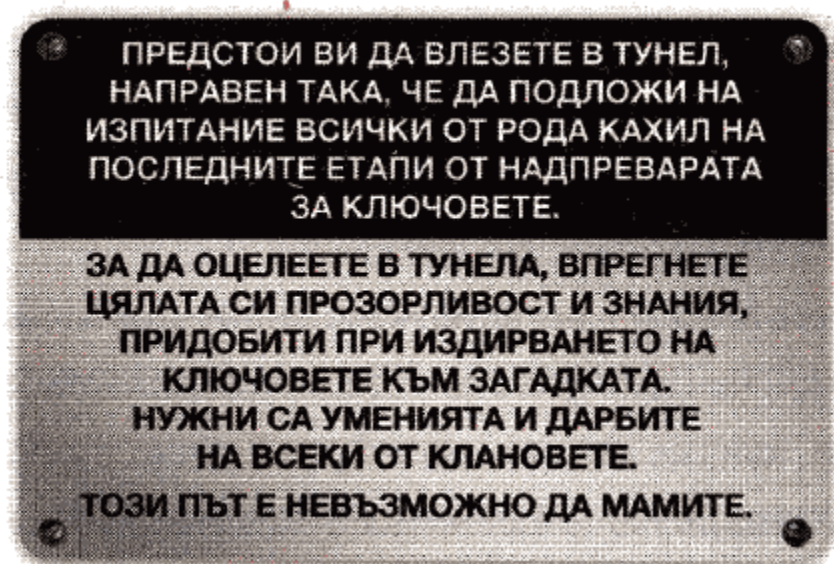 ПРЕДСТОИ ВИ ДА ВЛЕЗЕТЕ В ТУНЕЛ,
НАПРАВЕН ТАКА, ЧЕ ДА ПОДЛОЖИ НА
ИЗПИТАНИЕ ВСИЧКИ ОТ РОДА КАХИЛ НА
ПОСЛЕДНИТЕ ЕТАПИ ОТ НАДПРЕВАРАТА
ЗА КЛЮЧОВЕТЕ.
ЗА ДА ОЦЕЛЕЕТЕ В ТУНЕЛА, ВПРЕГНЕТЕ
ЦЯЛАТА СИ ПРОЗОРЛИВОСТ И ЗНАНИЯ,
ПРИДОБИТИ ПРИ ИЗДИРВАНЕТО НА
КЛЮЧОВЕТЕ КЪМ ЗАГАДКАТА.
НУЖНИ СА УМЕНИЯТА И ДАРБИТЕ
НА ВСЕКИ ОТ КЛАНОВЕТЕ.
ТОЗИ ПЪТ Е НЕВЪЗМОЖНО ДА МАМИТЕ.